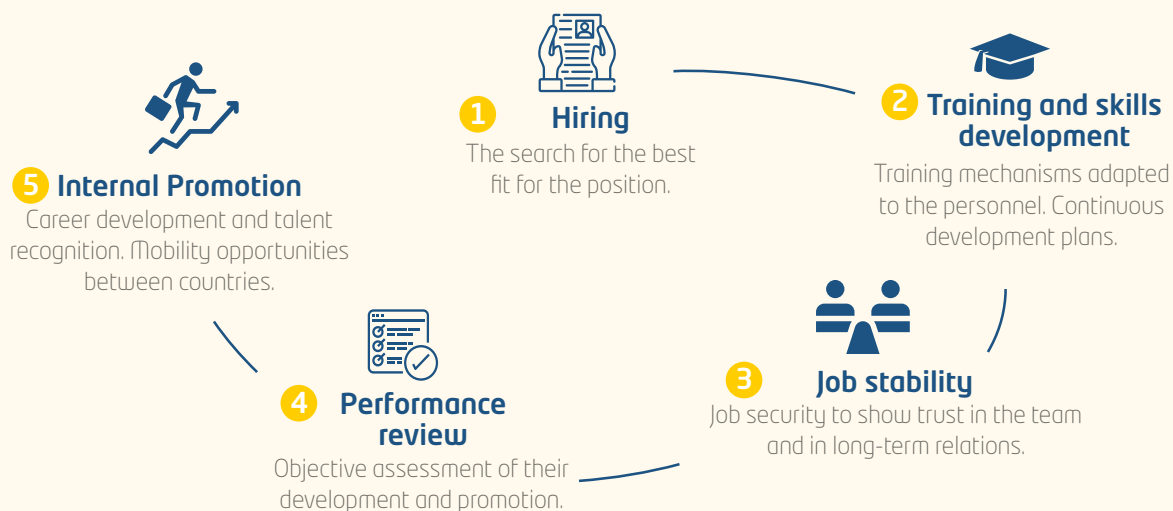 1
Hiring
The search for the best
fit for the position.
2
Training and skills
development
Training mechanisms adapted
to the personnel. Continuous
development plans.
3
Job stability
Job security to show trust in the team
and in long-term relations.
4
Performance
review
Objective assessment of their
development and promotion.
5
Internal Promotion
Career development and talent
recognition. Mobility opportunities
between countries.